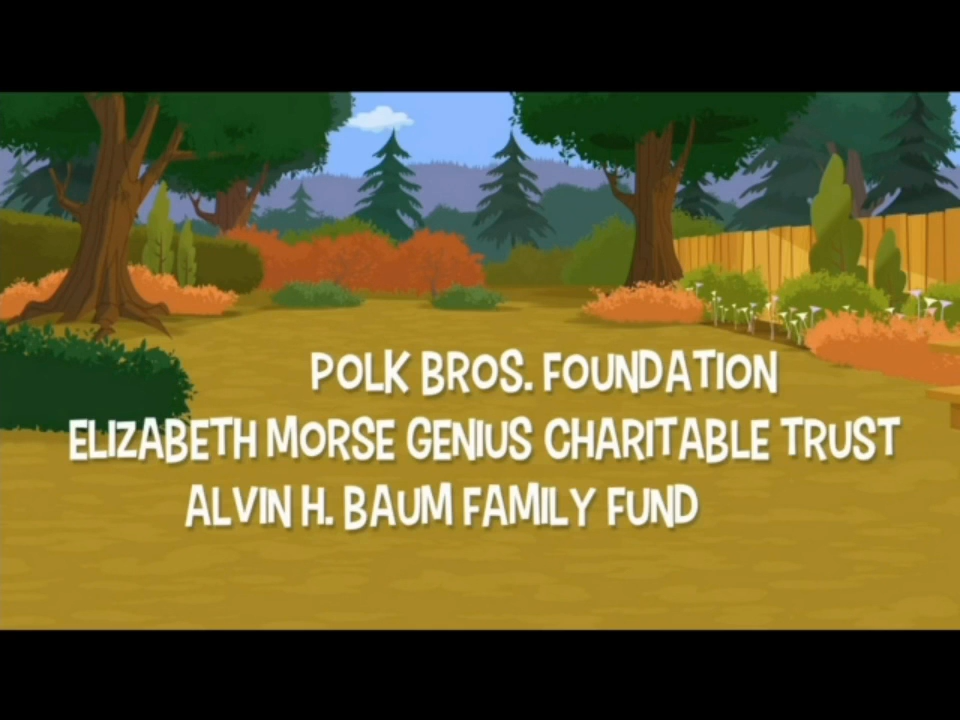 POLK BROS. FOUNDATION
ELIZABETH MORSE GENIUS CHARITABLE TRUST
ALVIN H. BAUM FAMILY FUND